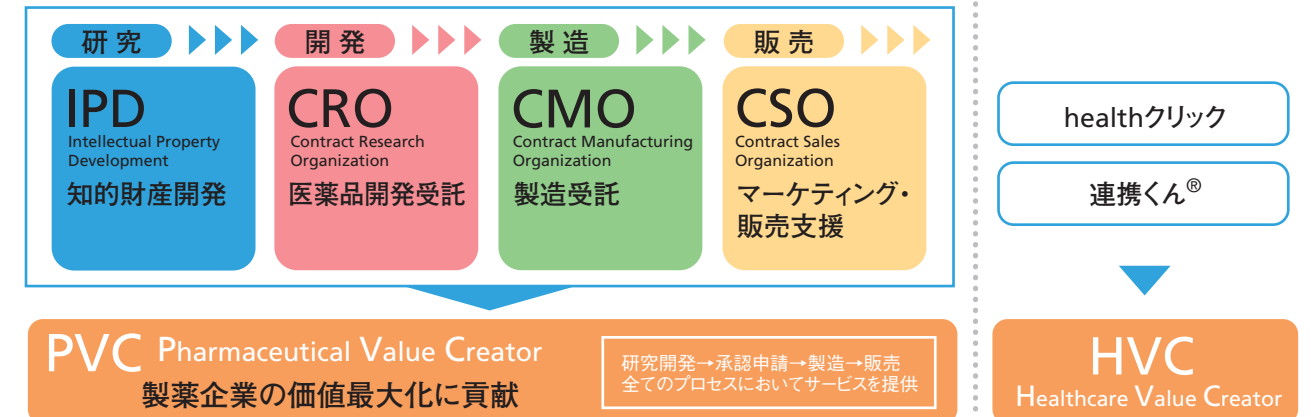 研究
開発
製造
販売
IPD
Intellectual Property
Development
知的財産開発
CRO
Contract Research
Organization
医薬品開発受託
CMO
Contract Manufacturing
Organization
製造受託
CSO
Contract Sales
Organization
マーケティング・
販売支援
PVC Pharmaceutical Value Creator
製薬企業の価値最大化に貢献
研究開発→承認申請→製造→販売
全てのプロセスにおいてサービスを提供
healthクリック
連携くん®
HVC
Healthcare Value Creator